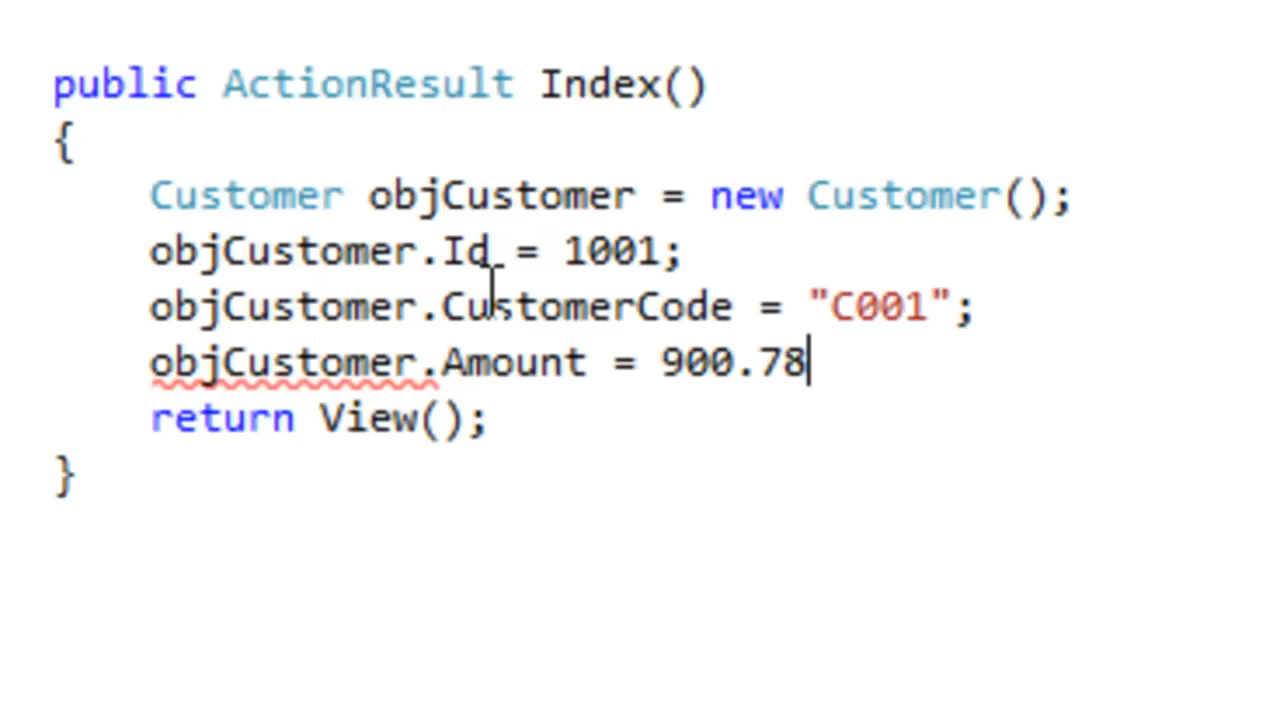 public ActionResult Index()
{
    Customer objCustomer = new Customer();
    objCustomer.Id = 1001;
    objCustomer.CustomerCode = "C001";
    objCustomer.Amount = 900.78
    return View();
}